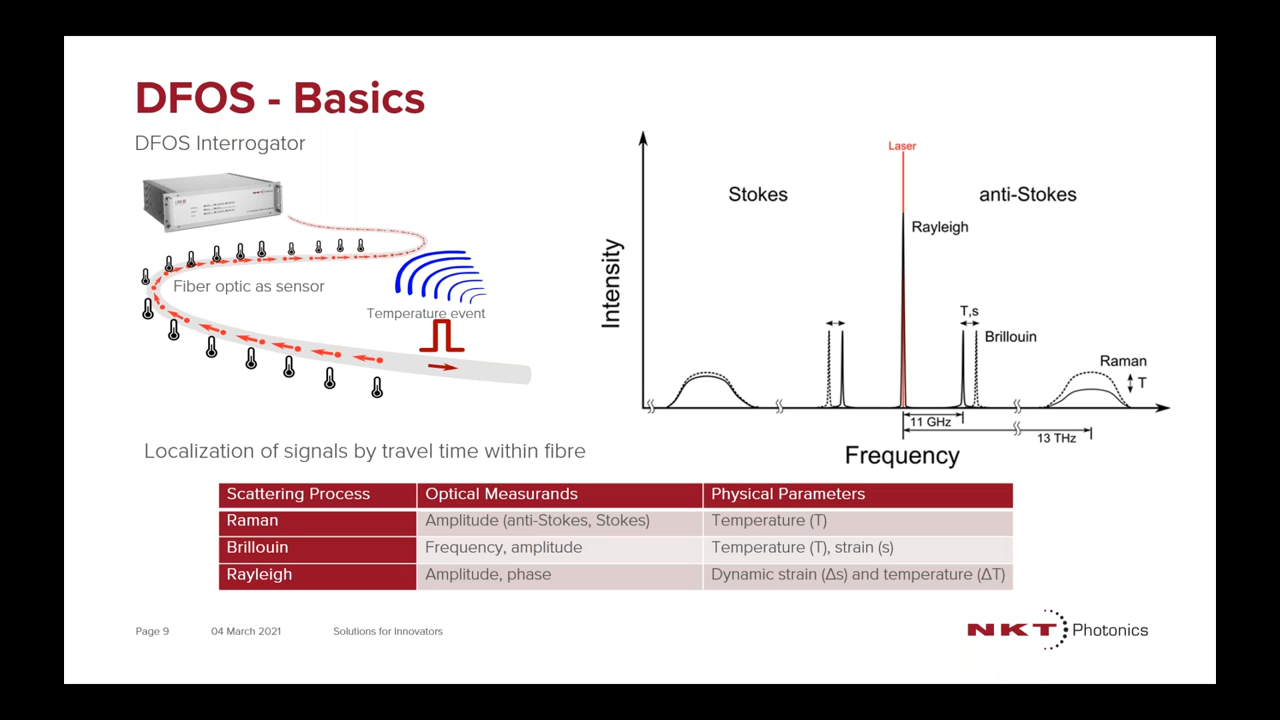 DFOS - Basics
DFOS Interrogator
NKT Photonics
Fiber optic as sensor
Temperature event
Localization of signals by travel time within fibre
Laser
Stokes
anti-Stokes
Rayleigh
Intensity
T,s
Brillouin
Raman
T
11 GHz
13 THz
Frequency
Scattering Process Optical Measurands Physical Parameters
Raman Amplitude (anti-Stokes, Stokes) Temperature (T)
Brillouin Frequency, amplitude Temperature (T), strain (s)
Rayleigh Amplitude, phase Dynamic strain (Δs) and temperature (ΔT)
Page 9 04 March 2021 Solutions for Innovators
NKT Photonics